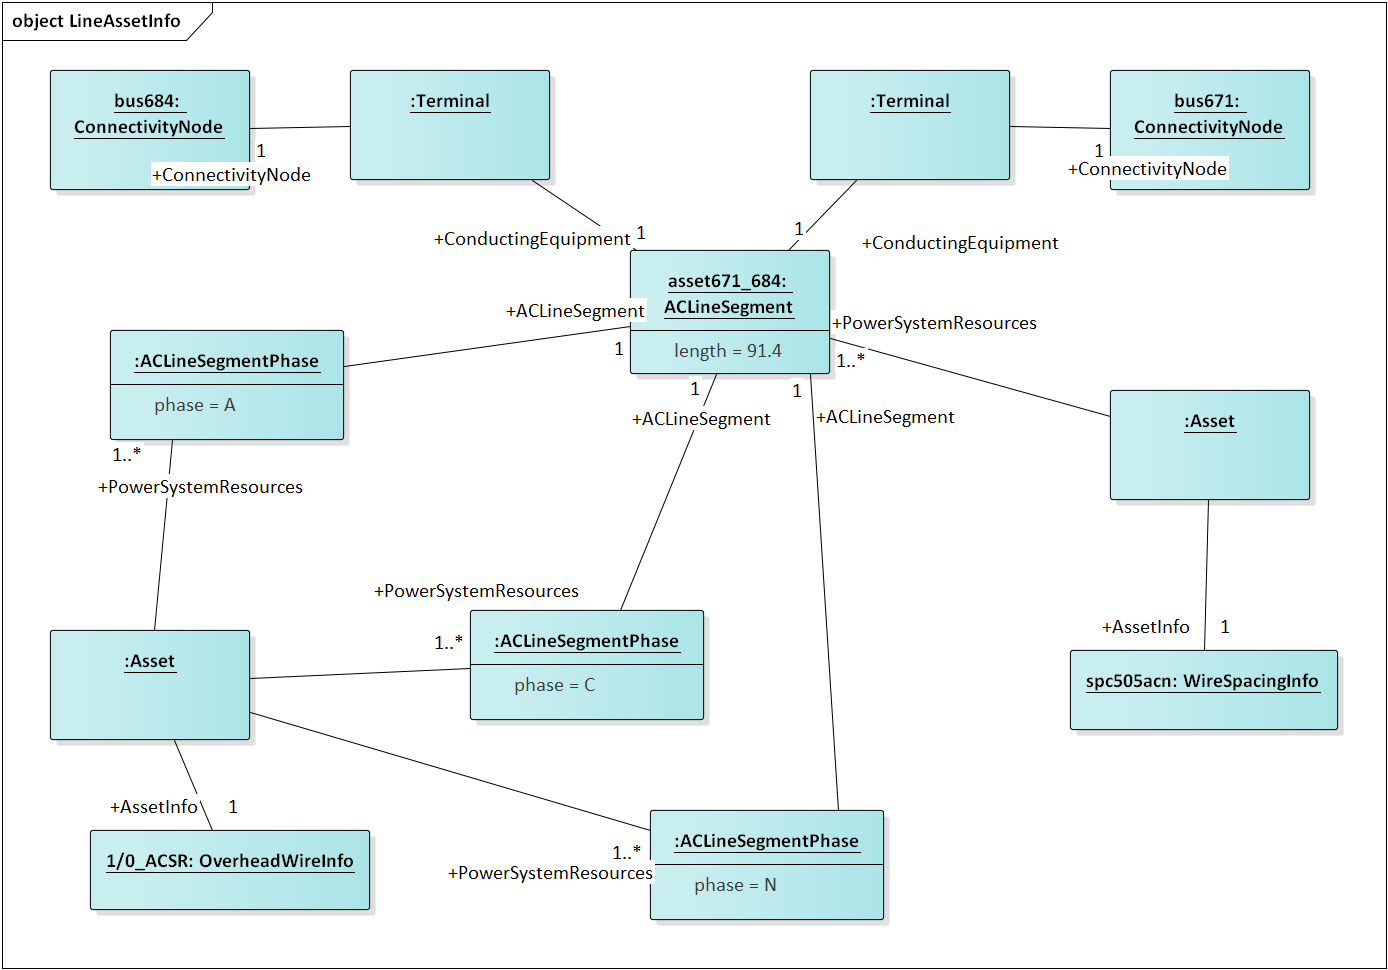 object LineAssetInfo
bus684:
ConnectivityNode
:Terminal
:Terminal
bus671:
ConnectivityNode
1
+ConnectivityNode
1
+ConnectivityNode
+ConductingEquipment
1
1
+ConductingEquipment
asset671_684:
ACLineSegment
length = 91.4
+ACLineSegment
1
+PowerSystemResources
1..*
:ACLineSegmentPhase
phase = A
1
+ACLineSegment
1
+ACLineSegment
:Asset
1..*
+PowerSystemResources
+PowerSystemResources
1..*
:ACLineSegmentPhase
phase = C
+AssetInfo
1
:Asset
spc505acn: WireSpacingInfo
+AssetInfo
1
1/0_ACSR: OverheadWireInfo
1..*
+PowerSystemResources
:ACLineSegmentPhase
phase = N